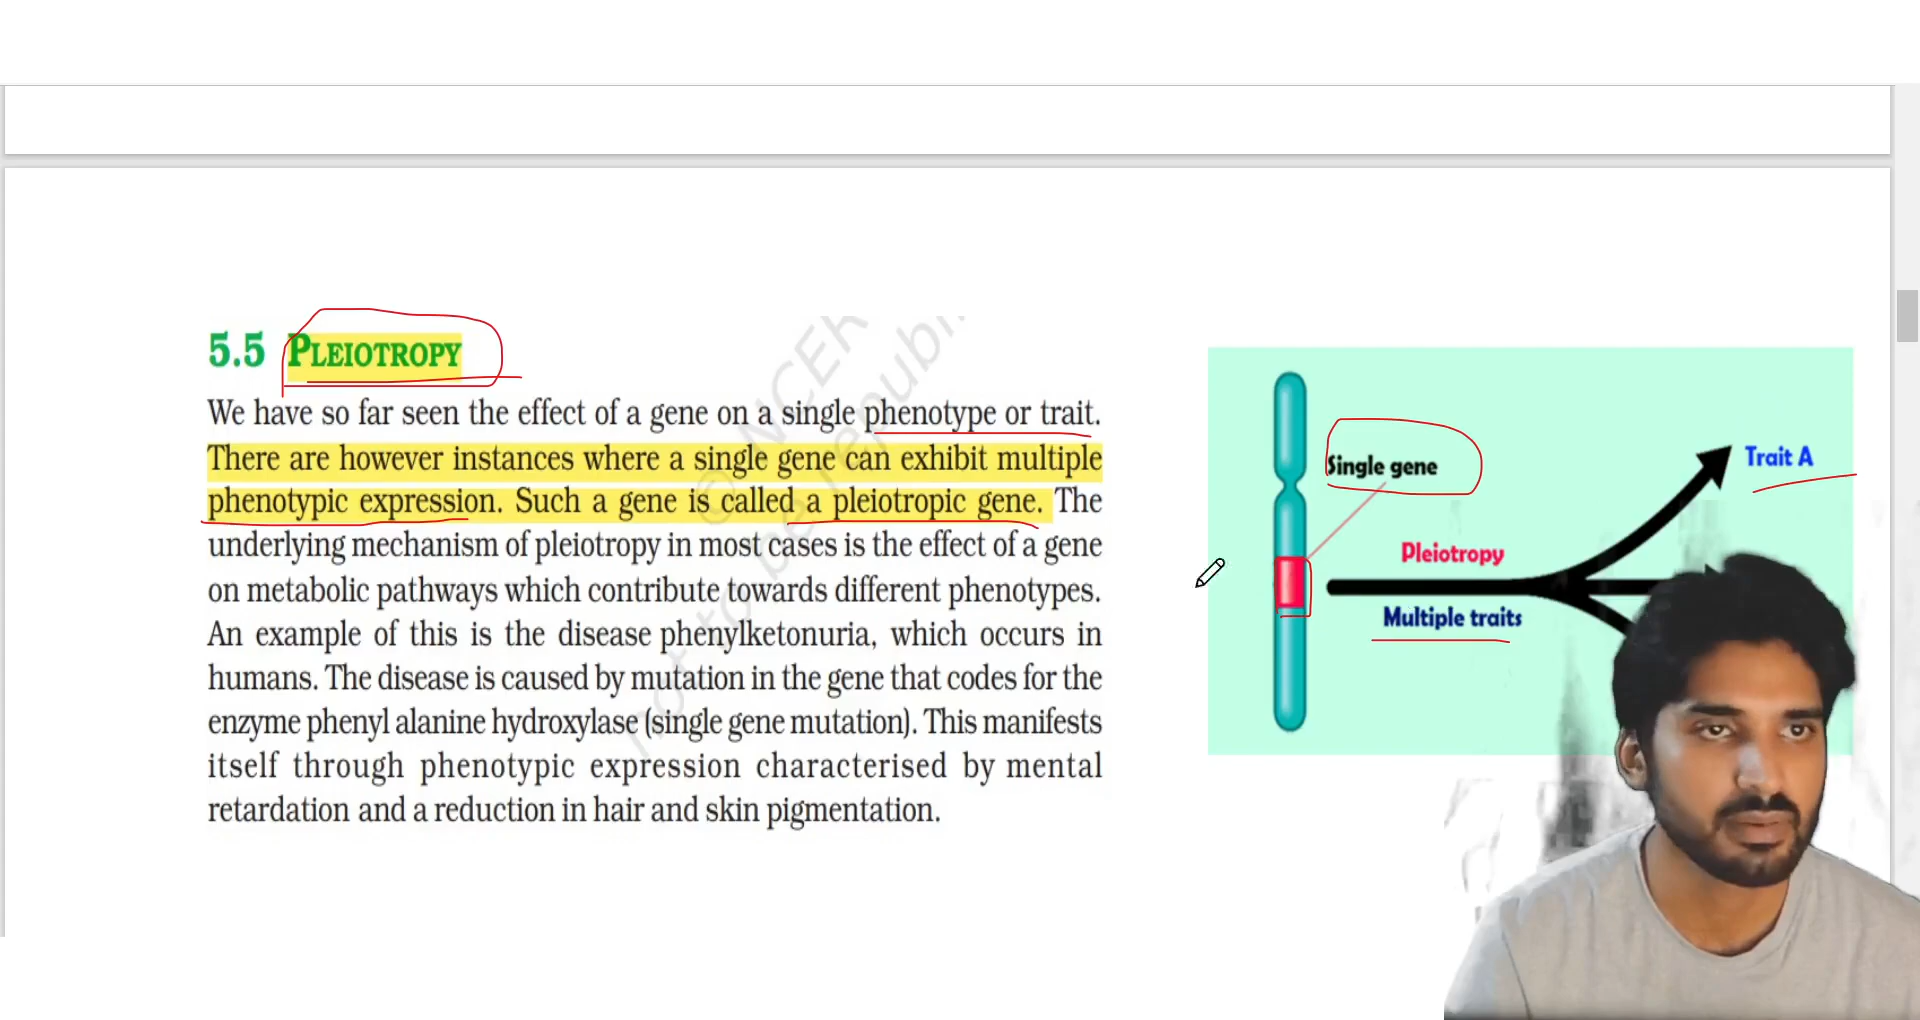 5.5 PLEIOTROPY
We have so far seen the effect of a gene on a single phenotype or trait.
There are however instances where a single gene can exhibit multiple
phenotypic expression. Such a gene is called a pleiotropic gene. The
underlying mechanism of pleiotropy in most cases is the effect of a gene
on metabolic pathways which contribute towards different phenotypes.
An example of this is the disease phenylketonuria, which occurs in
humans. The disease is caused by mutation in the gene that codes for the
enzyme phenyl alanine hydroxylase (single gene mutation). This manifests
itself through phenotypic expression characterised by mental
retardation and a reduction in hair and skin pigmentation.
© NCER
not to be republi
Single gene
Trait A
Pleiotropy
Multiple traits